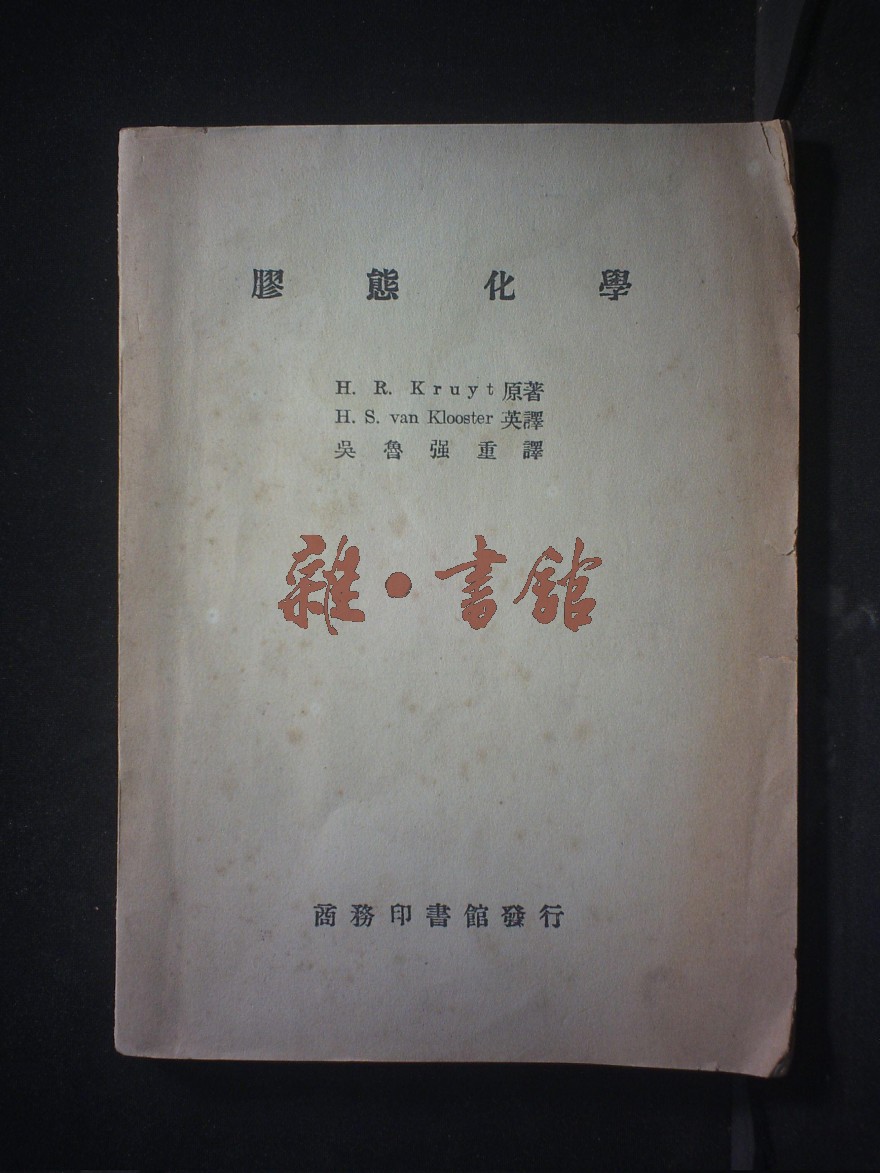 膠態化學
H. R. Kruyt 原著
H. S. van Klooster 英譯
吳魯强重譯
雜·書館
商務印書館發行